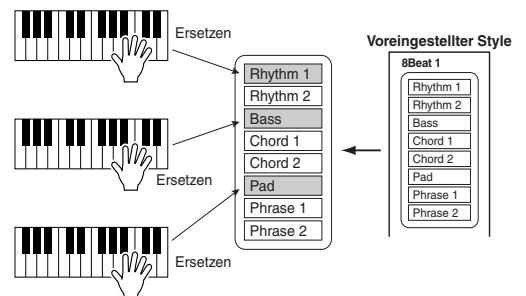 Ersetzen
Ersetzen
Ersetzen
Rhythm 1
Rhythm 2
Bass
Chord 1
Chord 2
Pad
Phrase 1
Phrase 2
Voreingestellter Style
8Beat 1
Rhythm 1
Rhythm 2
Bass
Chord 1
Chord 2
Pad
Phrase 1
Phrase 2